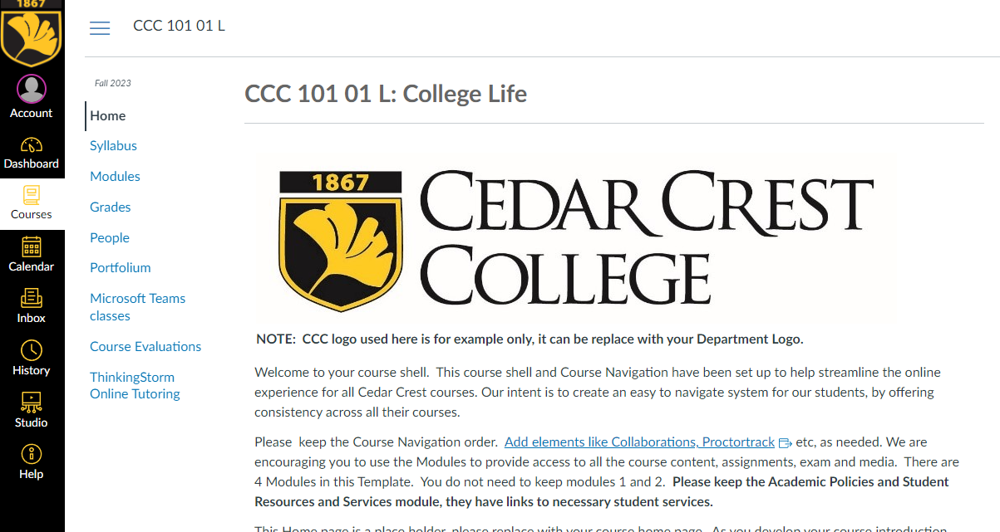 1867
CCC 101 01 L
Account
Dashboard
Courses
Calendar
Inbox
History
Studio
Help
Fall 2023
Home
Syllabus
Modules
Grades
People
Portfolium
Microsoft Teams
classes
Course Evaluations
ThinkingStorm
Online Tutoring
CCC 101 01 L: College Life
1867
CEDAR CREST
COLLEGE
NOTE:  CCC logo used here is for example only, it can be replace with your Department Logo.
Welcome to your course shell.  This course shell and Course Navigation have been set up to help streamline the online
experience for all Cedar Crest courses. Our intent is to create an easy to navigate system for our students, by offering
consistency across all their courses.
Please  keep the Course Navigation order.  Add elements like Collaborations, Proctortrack etc, as needed. We are
encouraging you to use the Modules to provide access to all the course content, assignments, exam and media.  There are
4 Modules in this Template.  You do not need to keep modules 1 and 2.  Please keep the Academic Policies and Student
Resources and Services module, they have links to necessary student services.
This Home page is a place holder, please replace with your course home page.  As you develop your course introduction